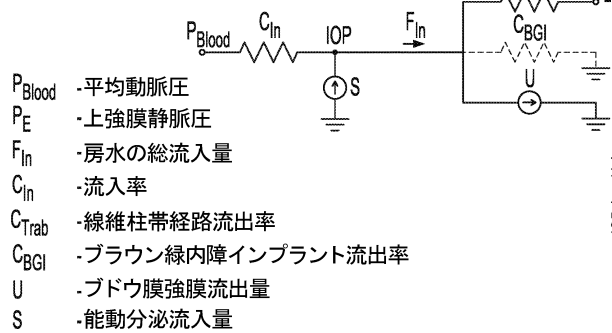 P_Blood C_In IOP F_In C_BGI
S U
P_Blood -平均動脈圧
P_E -上強膜静脈圧
F_In -房水の総流入量
C_In -流入率
C_Trab -線維柱帯経路流出率
C_BGI -ブラウン緑内障インプラント流出率
U -ブドウ膜強膜流出量
S -能動分泌流入量